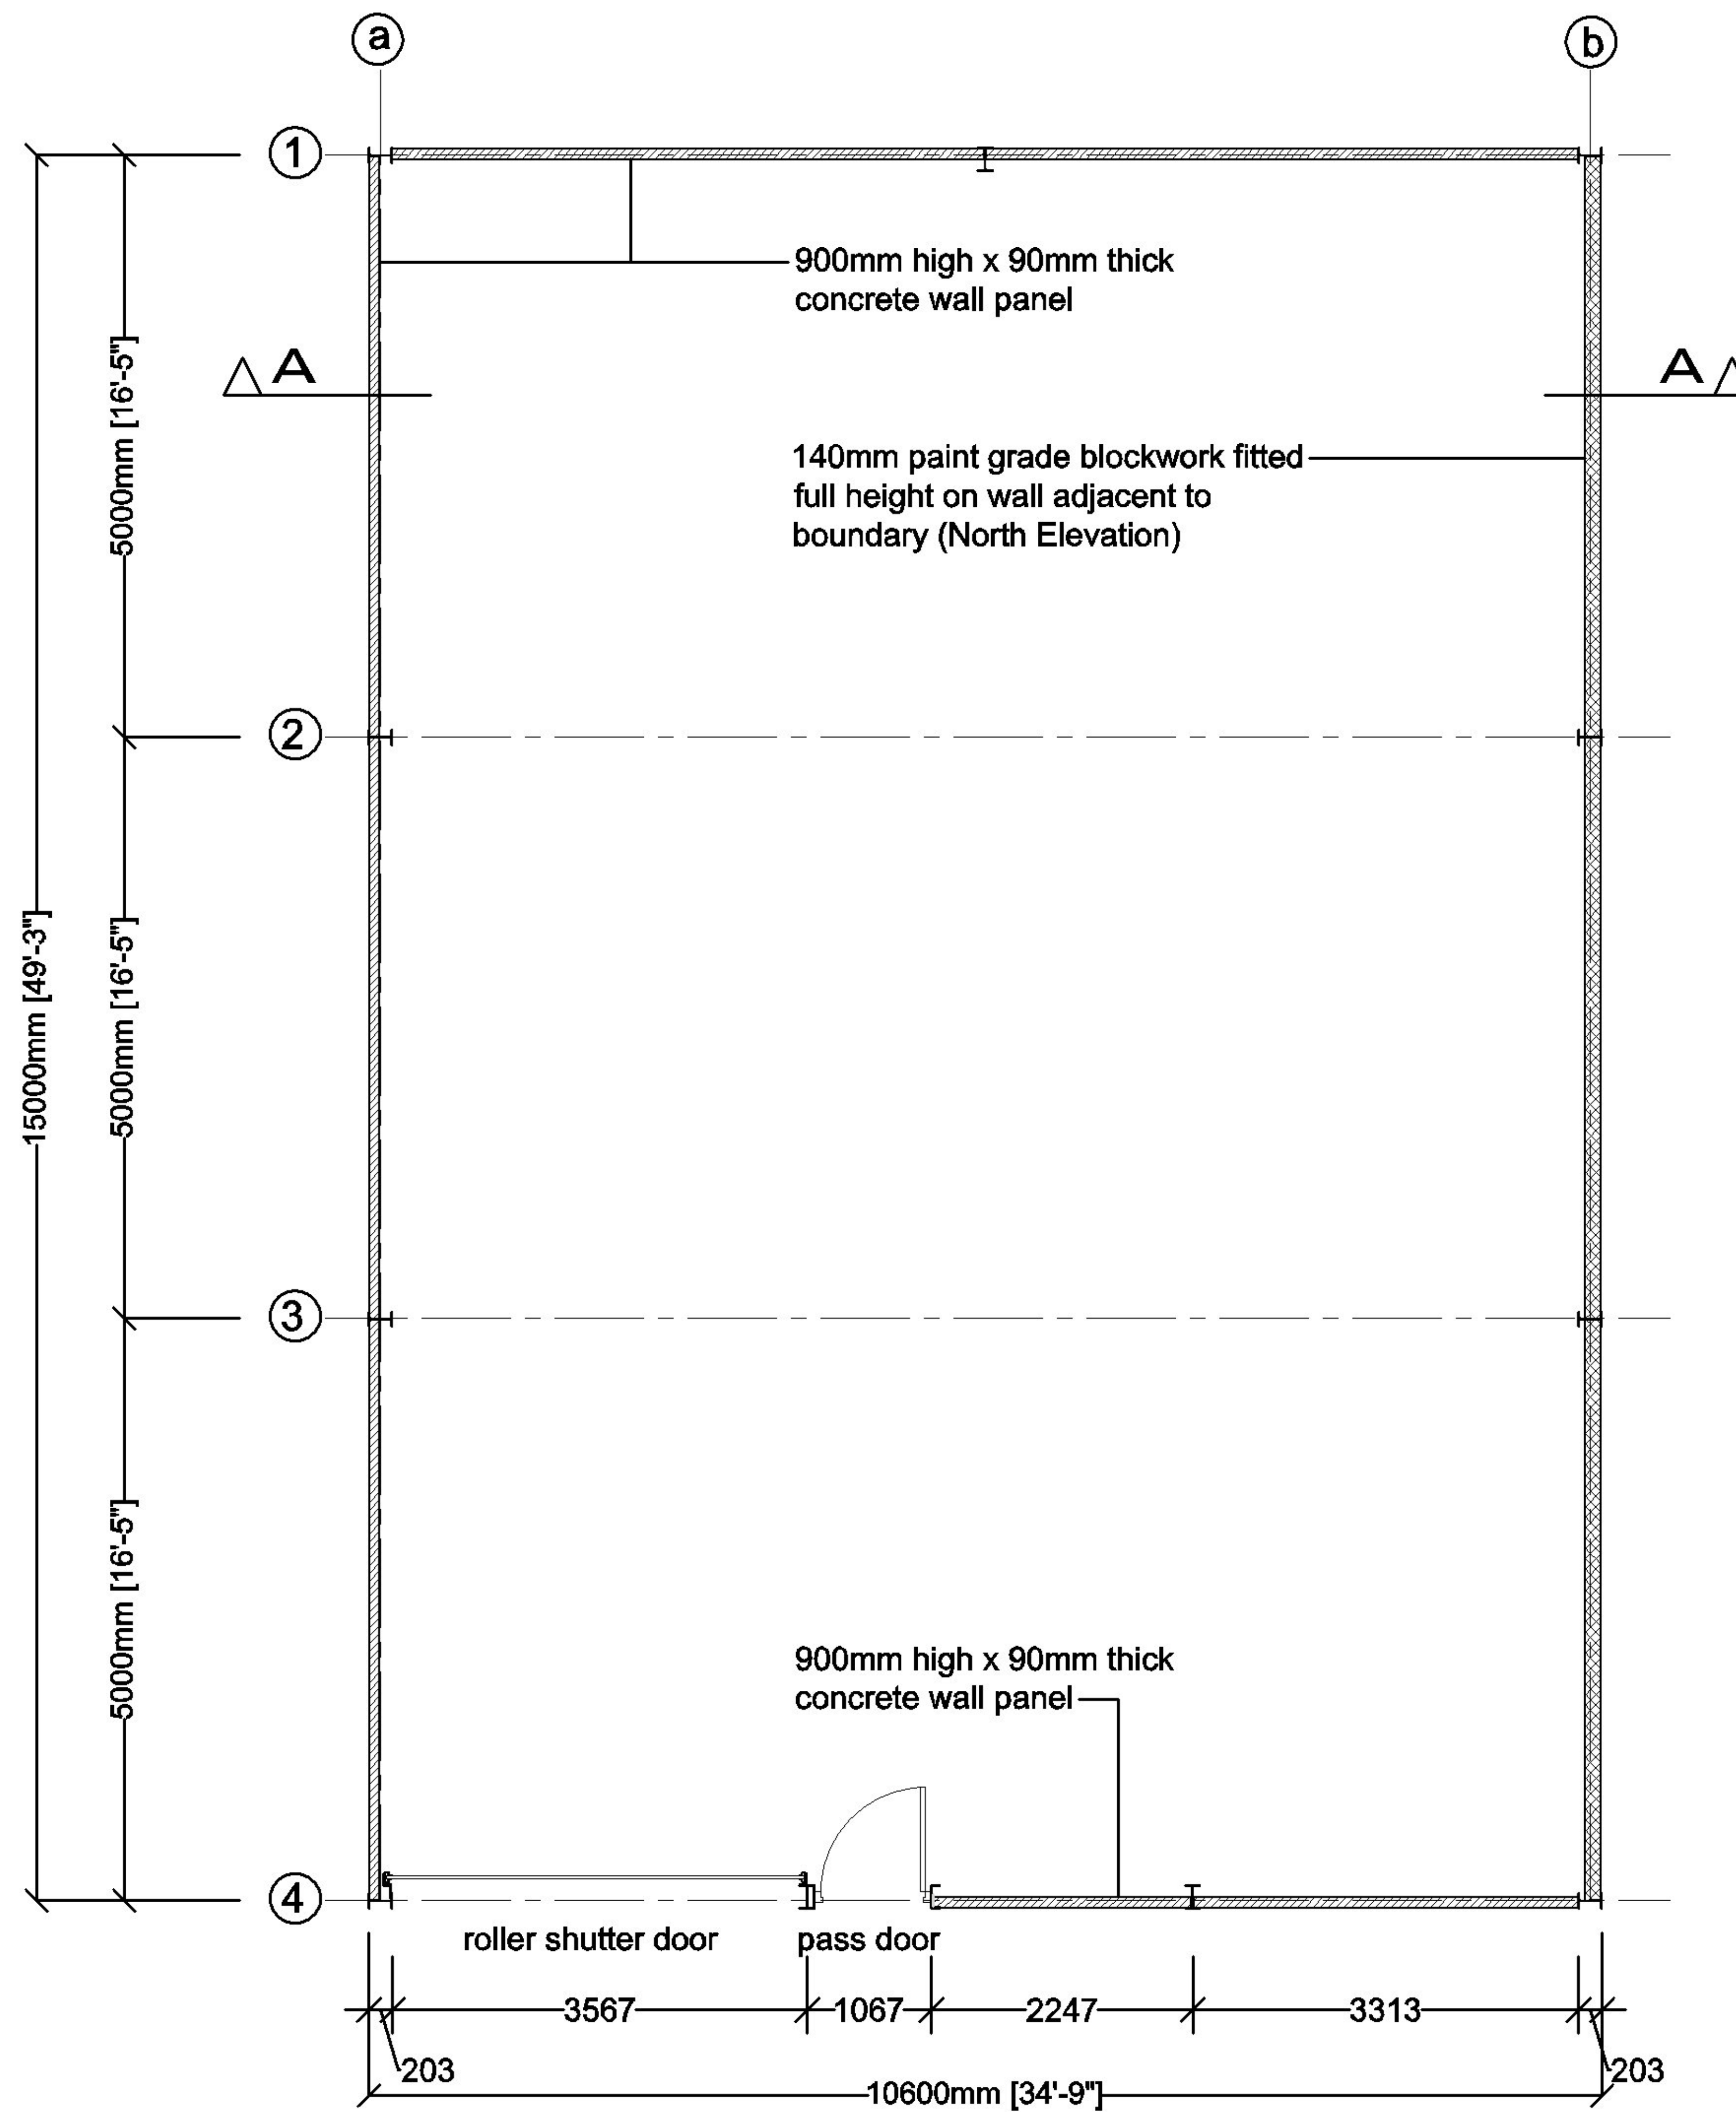 a
b
1
900mm high x 90mm thick
concrete wall panel
A
A
5000mm [16'-5"]
140mm paint grade blockwork fitted
full height on wall adjacent to
boundary (North Elevation)
2
15000mm [49'-3"]
5000mm [16'-5"]
3
5000mm [16'-5"]
900mm high x 90mm thick
concrete wall panel
4
roller shutter door
pass door
3567
1067
2247
3313
203
203
10600mm [34'-9"]